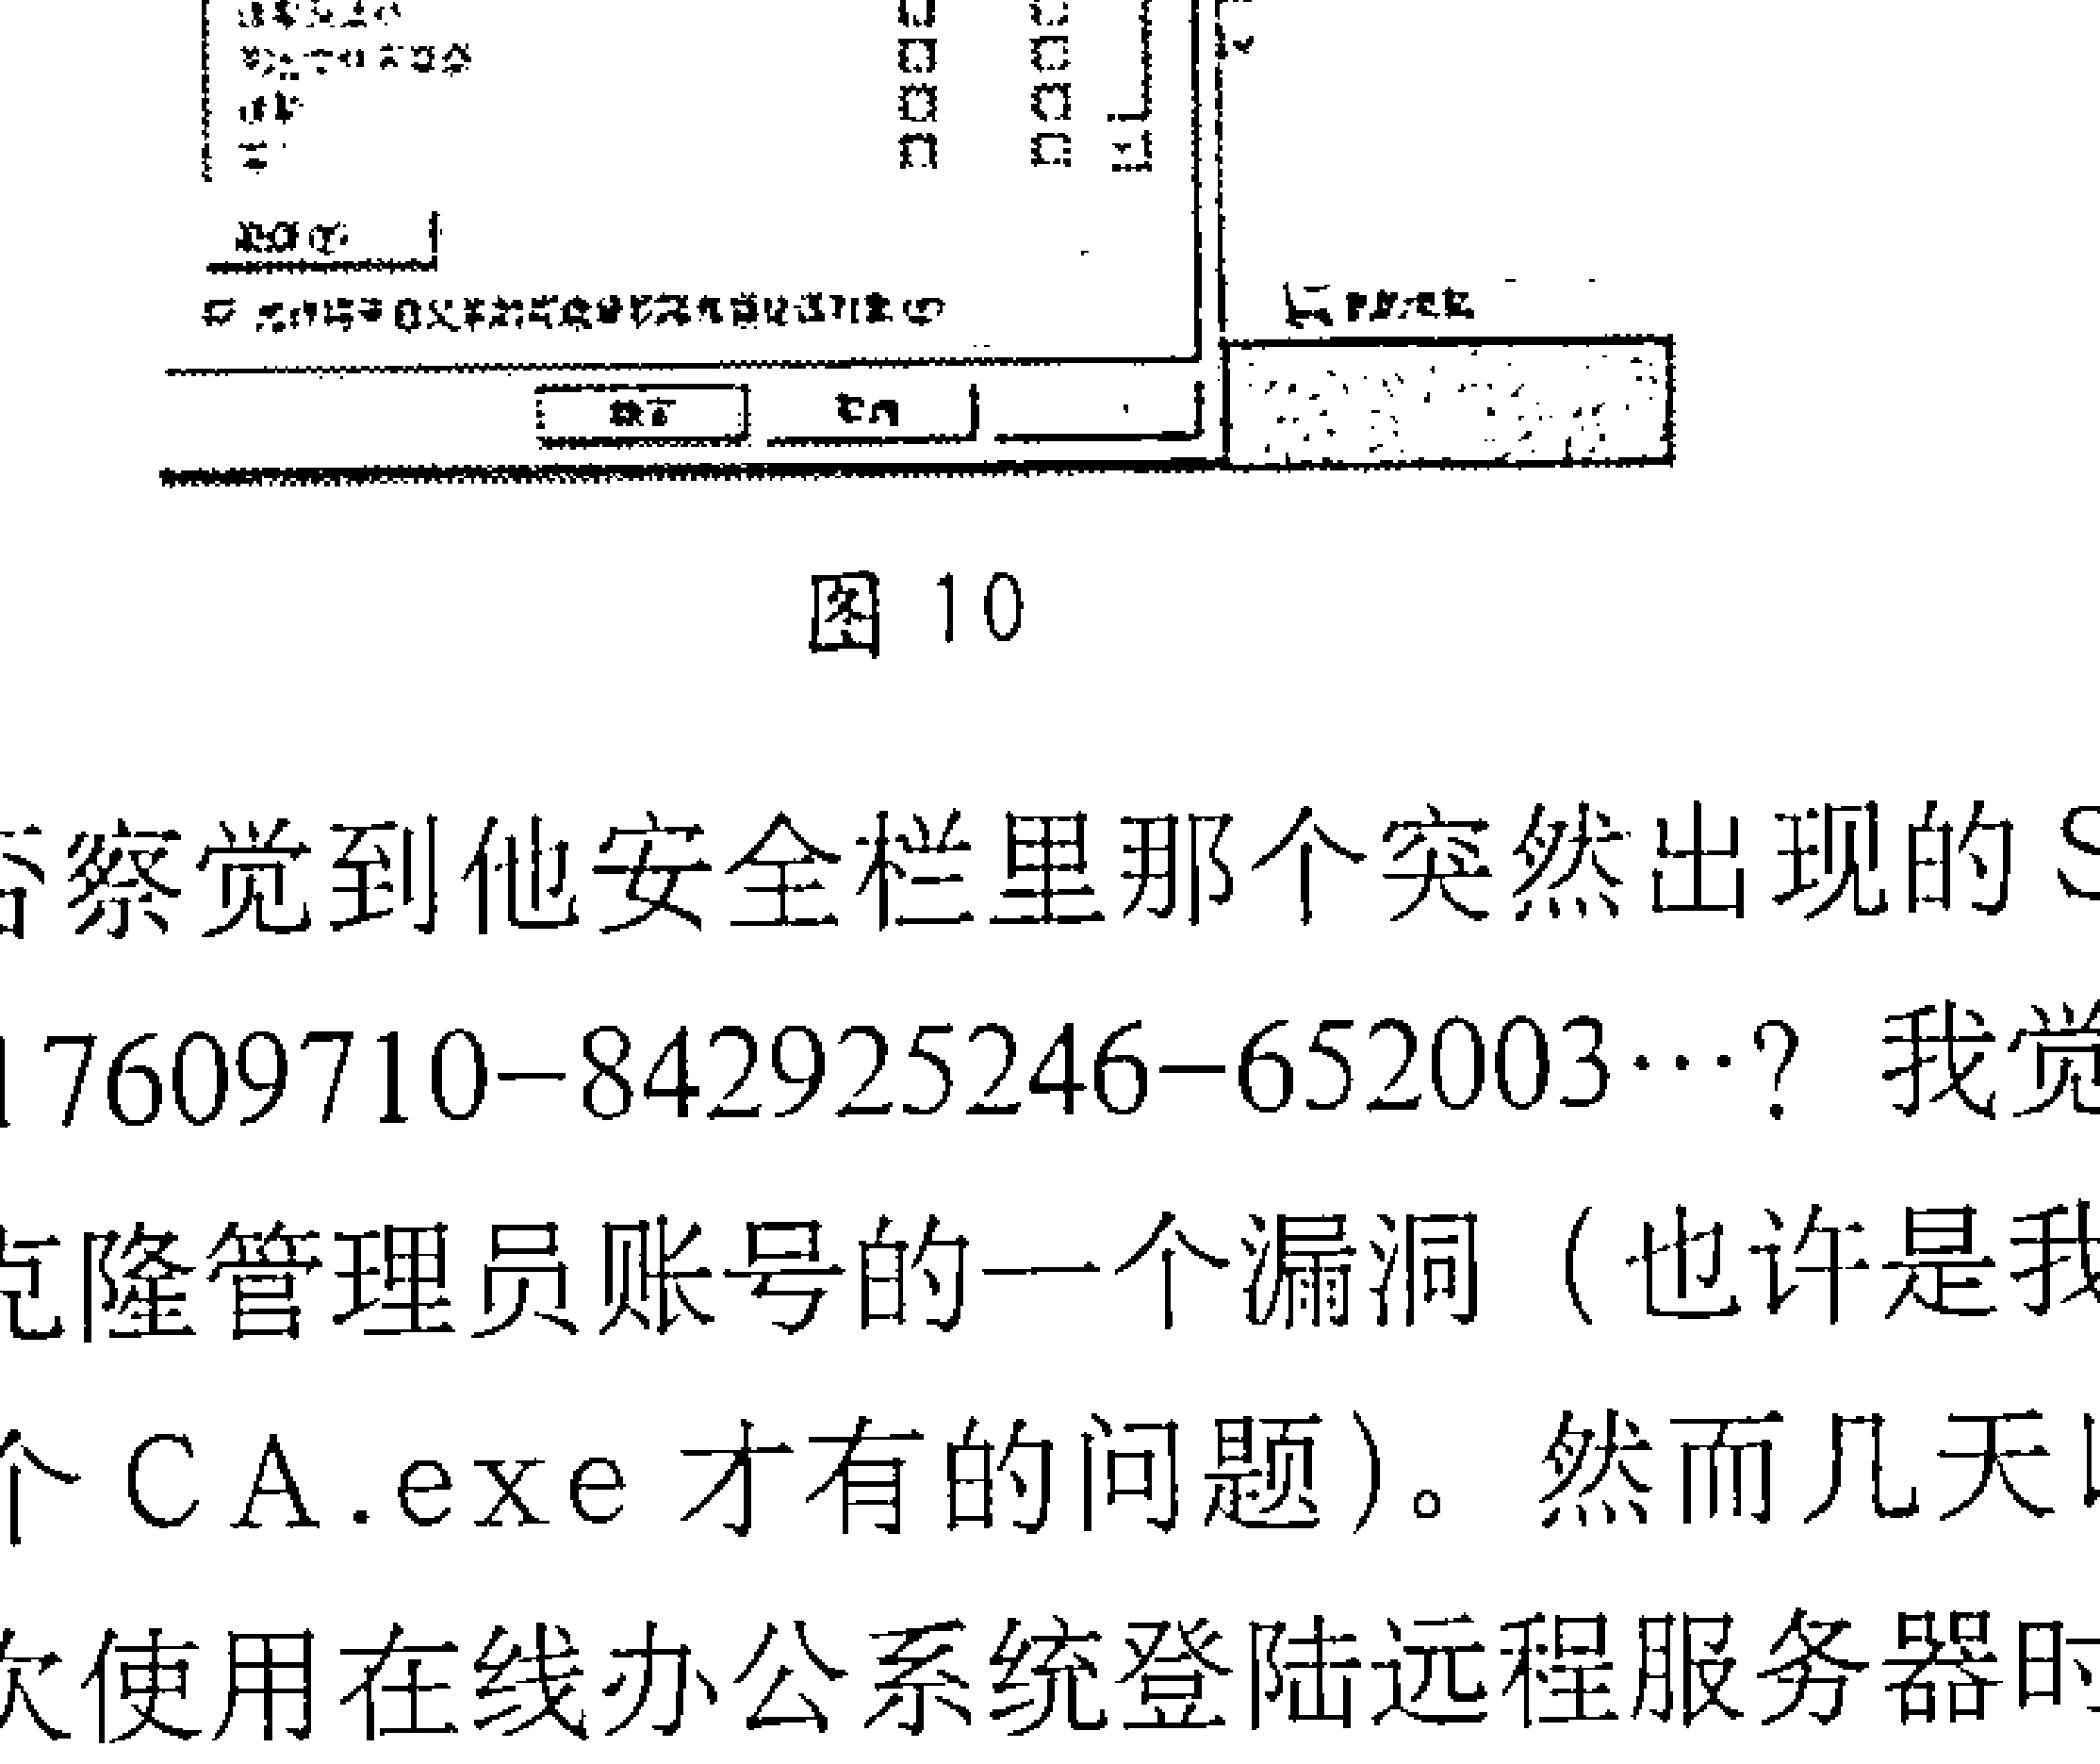 图 10
否察觉到他安全栏里那个突然出现的 S
17609710-842925246-652003…? 我觉
克隆管理员账号的一个漏洞（也许是我
个 CA.exe 才有的问题)。然而几天以
次使用在线办公系统登陆远程服务器时